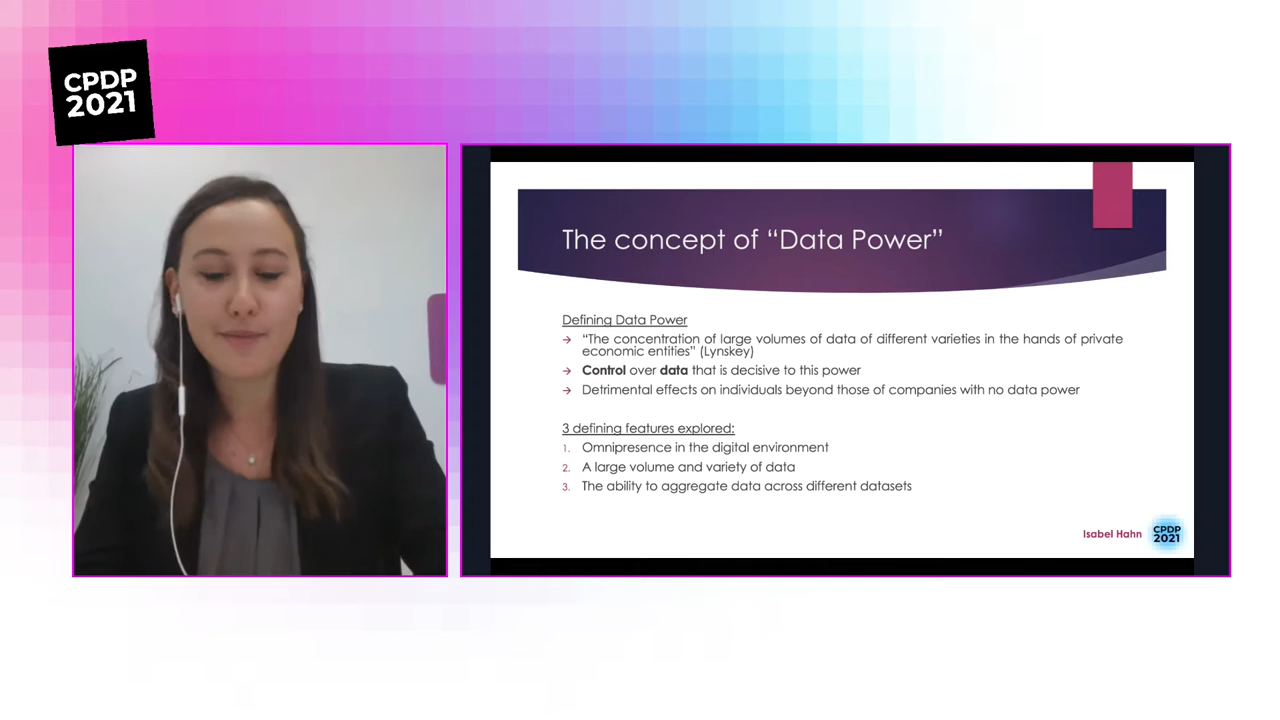 CPDP
2021
The concept of “Data Power”
Defining Data Power
→ “The concentration of large volumes of data of different varieties in the hands of private
economic entities” (Lynskey)
→ Control over data that is decisive to this power
→ Detrimental effects on individuals beyond those of companies with no data power
3 defining features explored:
1. Omnipresence in the digital environment
2. A large volume and variety of data
3. The ability to aggregate data across different datasets
Isabel Hahn
CPDP
2021